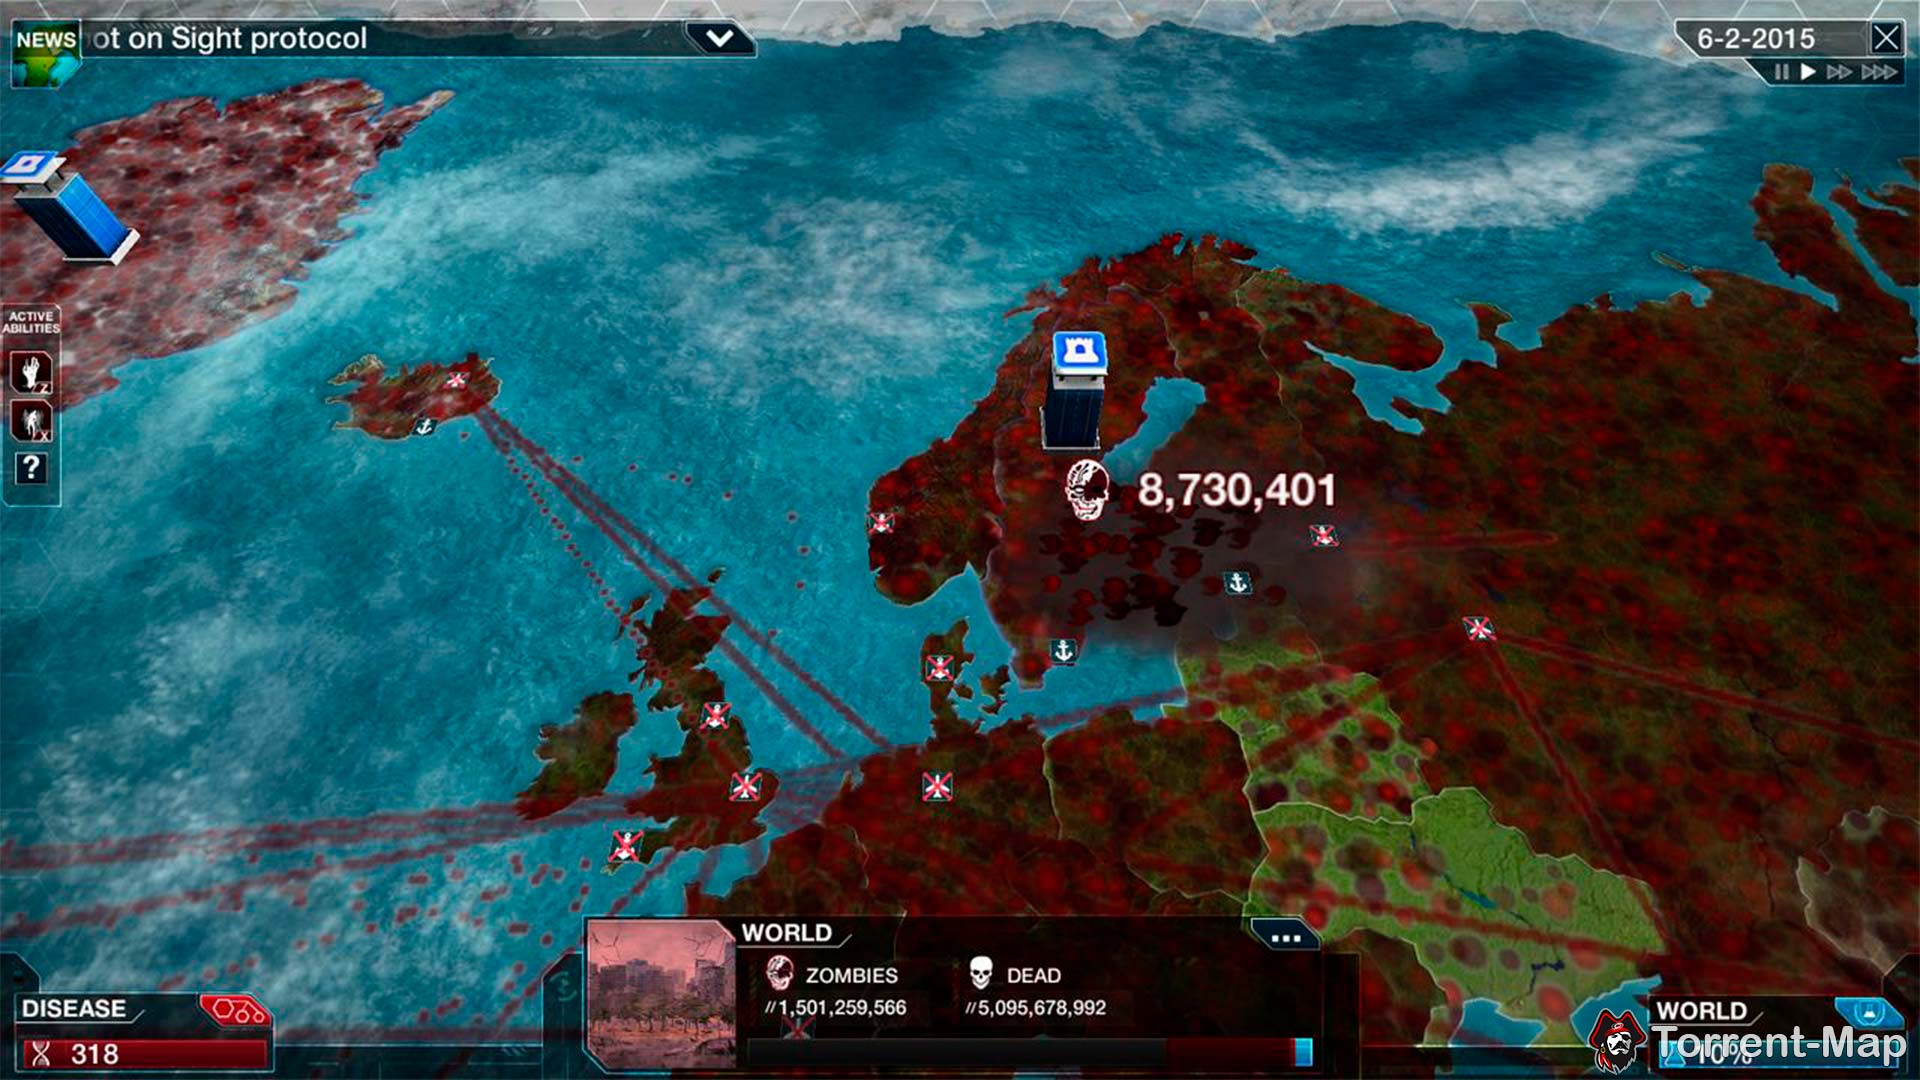 NEWS
ot on Sight protocol
6-2-2015
ACTIVE
ABILITIES
Z
X
?
8,730,401
WORLD
ZOMBIES
DEAD
//1,501,259,566
//5,095,678,992
DISEASE
318
WORLD
10%
Torrent-Map